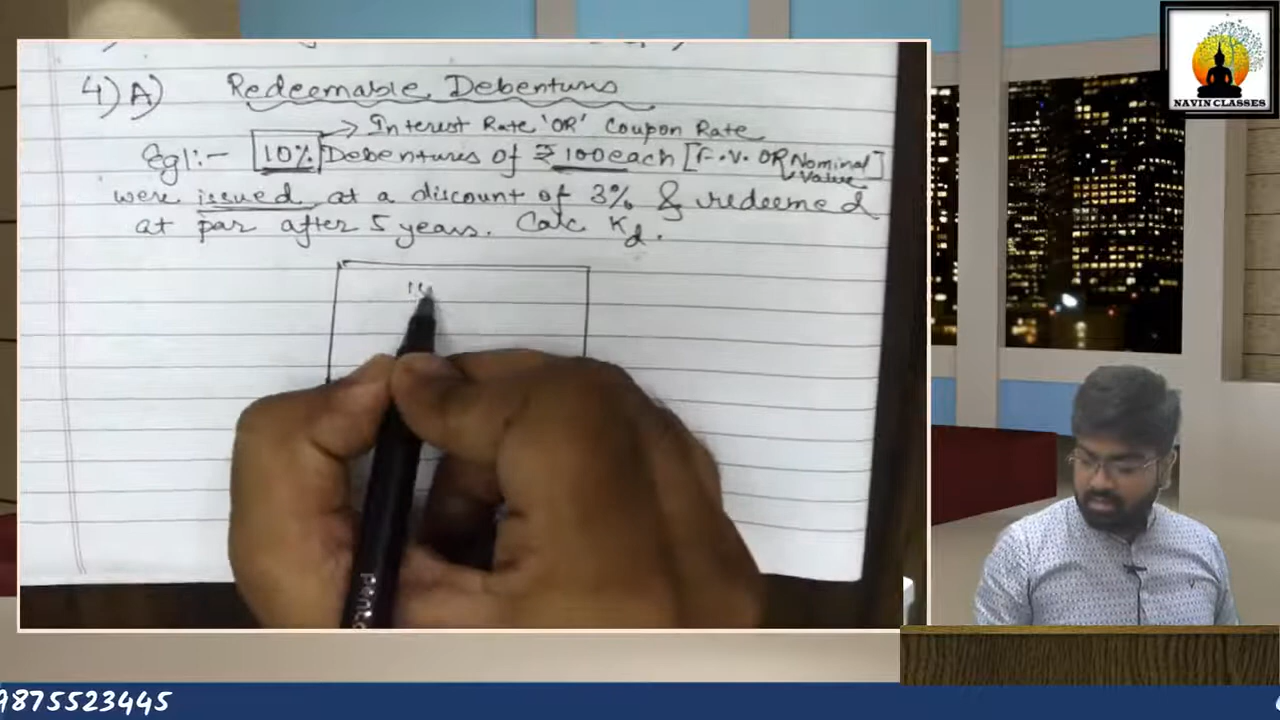 4) A) Redeemable Debentures
Interest Rate 'OR' Coupon Rate
Eg1:- 10% Debentures of ₹ 100 each [F.V. OR Nominal Value]
were issued at a discount of 3% & redeemed
at par after 5 years. Calc Kd.
NAVIN CLASSES
9875523445